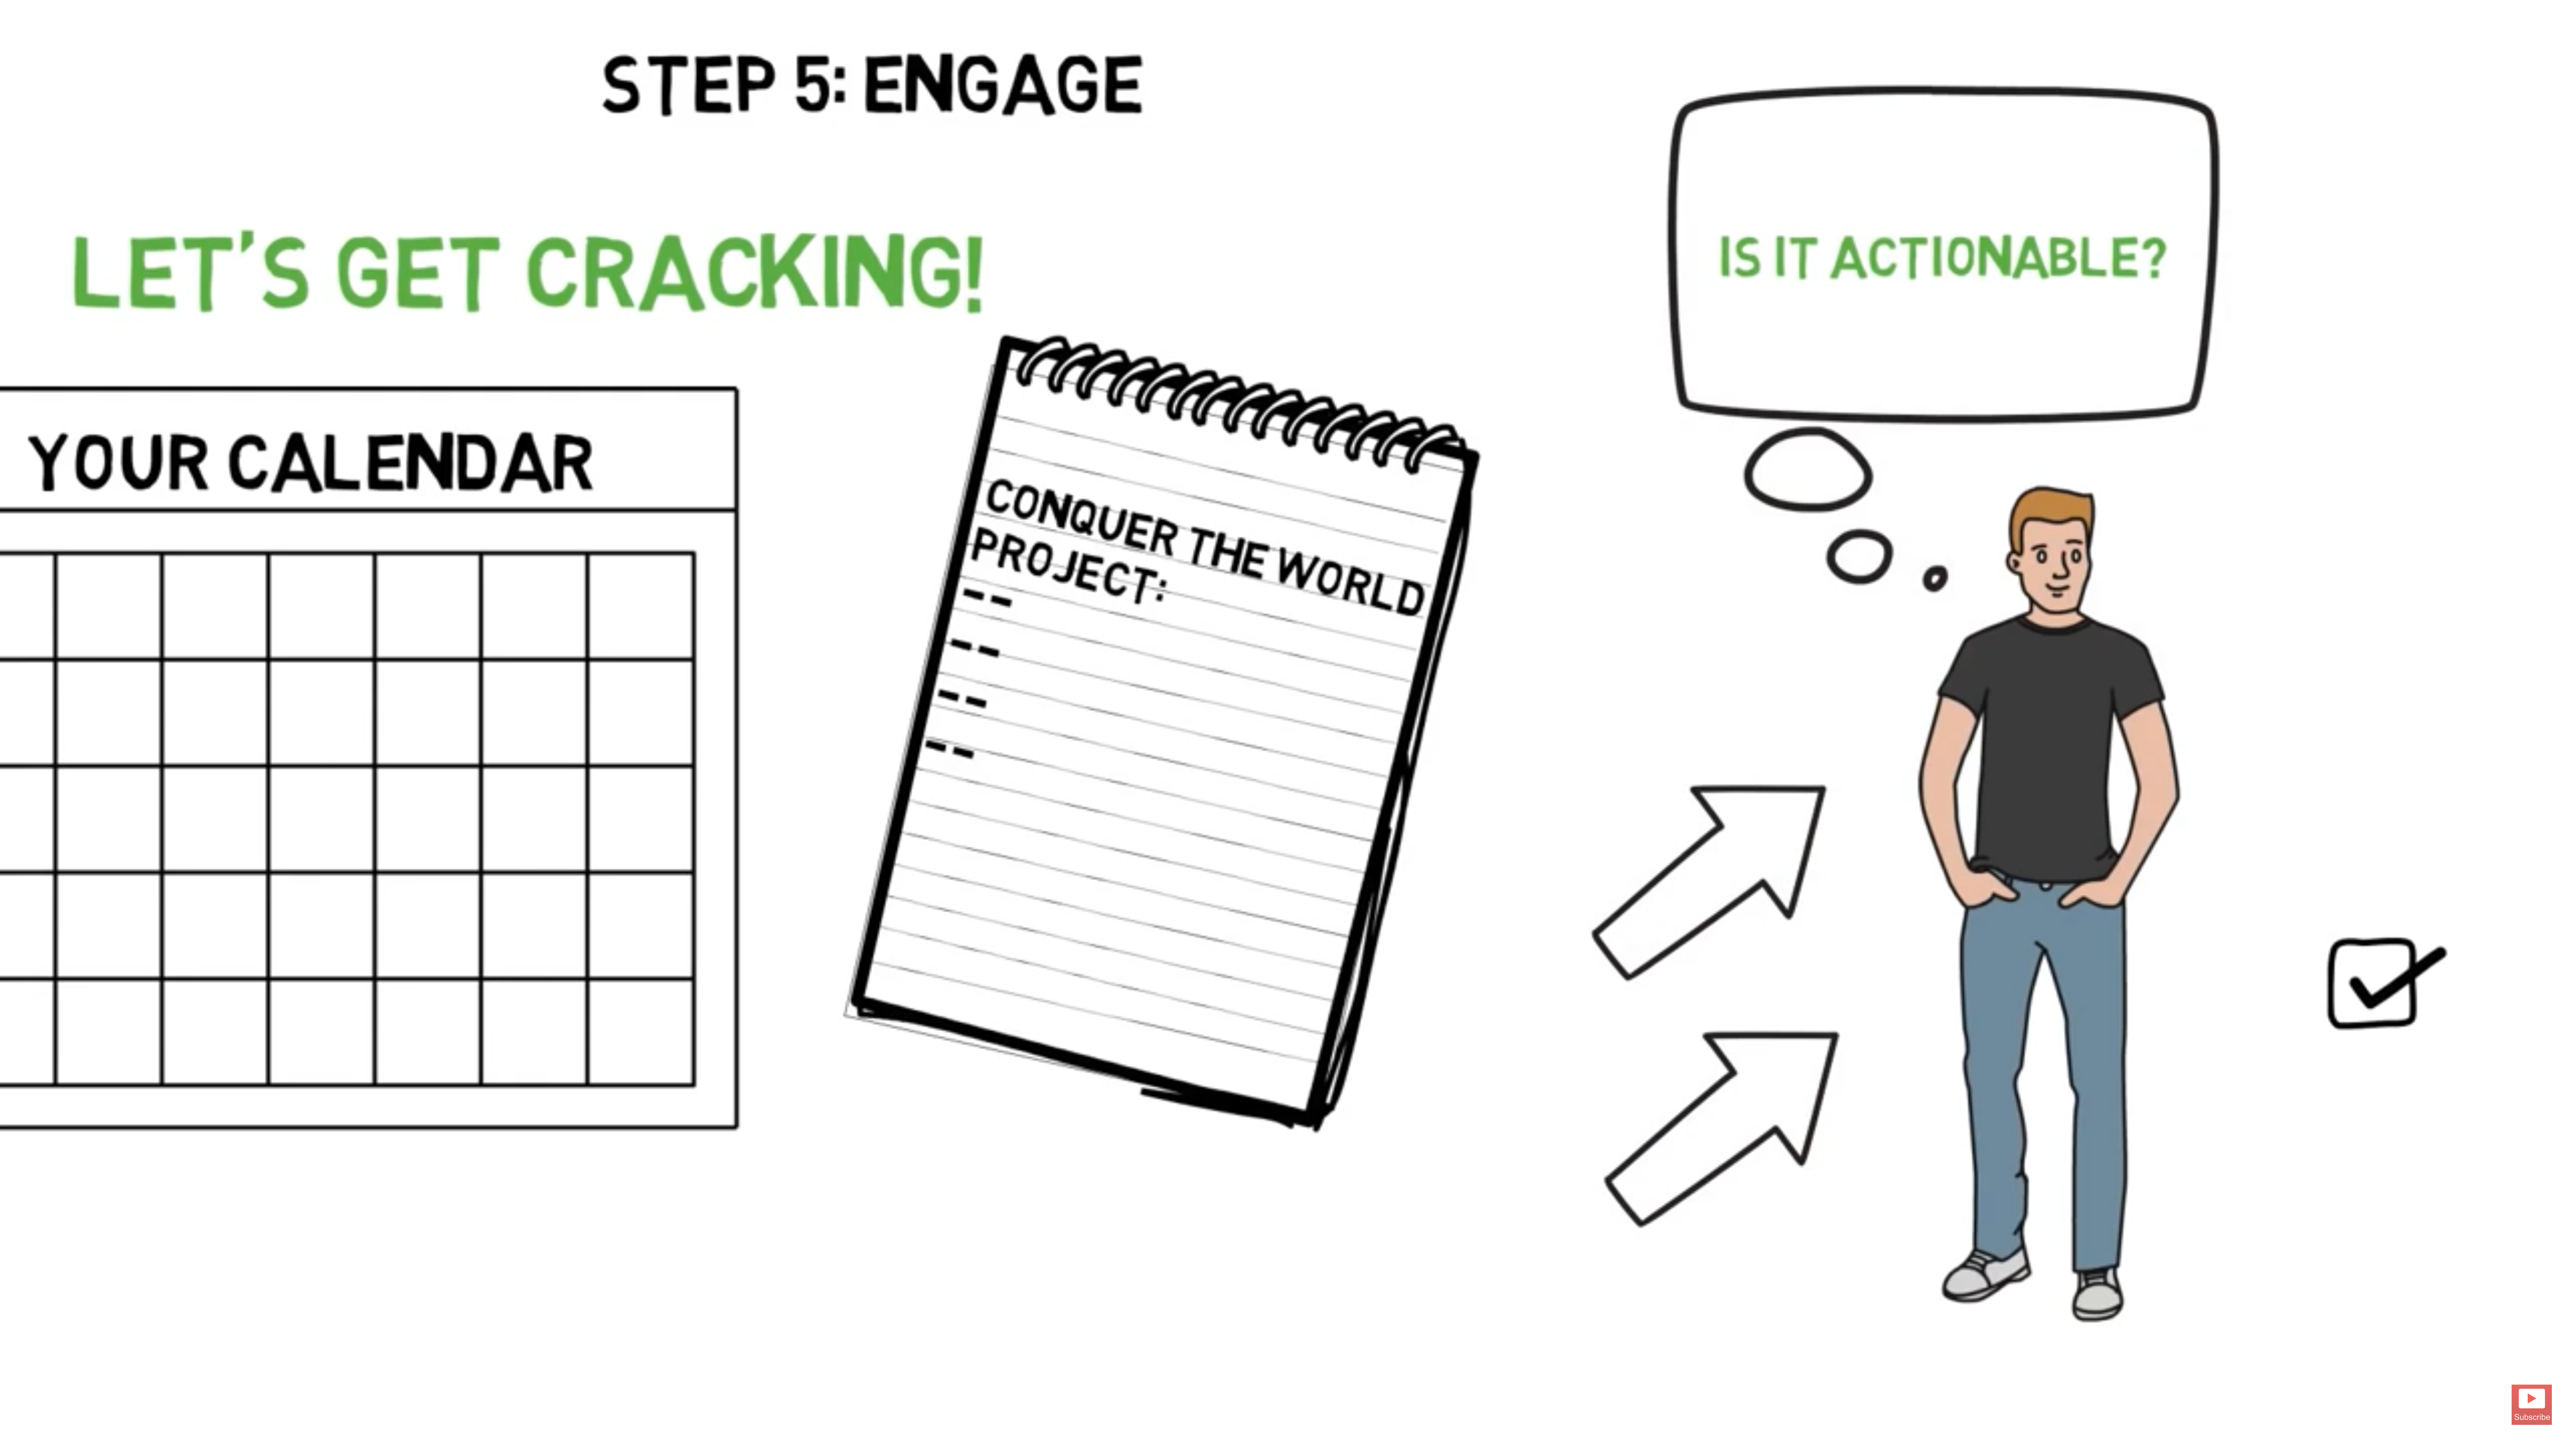 STEP 5: ENGAGE
LET'S GET CRACKING!
IS IT ACTIONABLE?
YOUR CALENDAR
CONQUER THE WORLD
PROJECT:
--
--
--
--
Subscribe